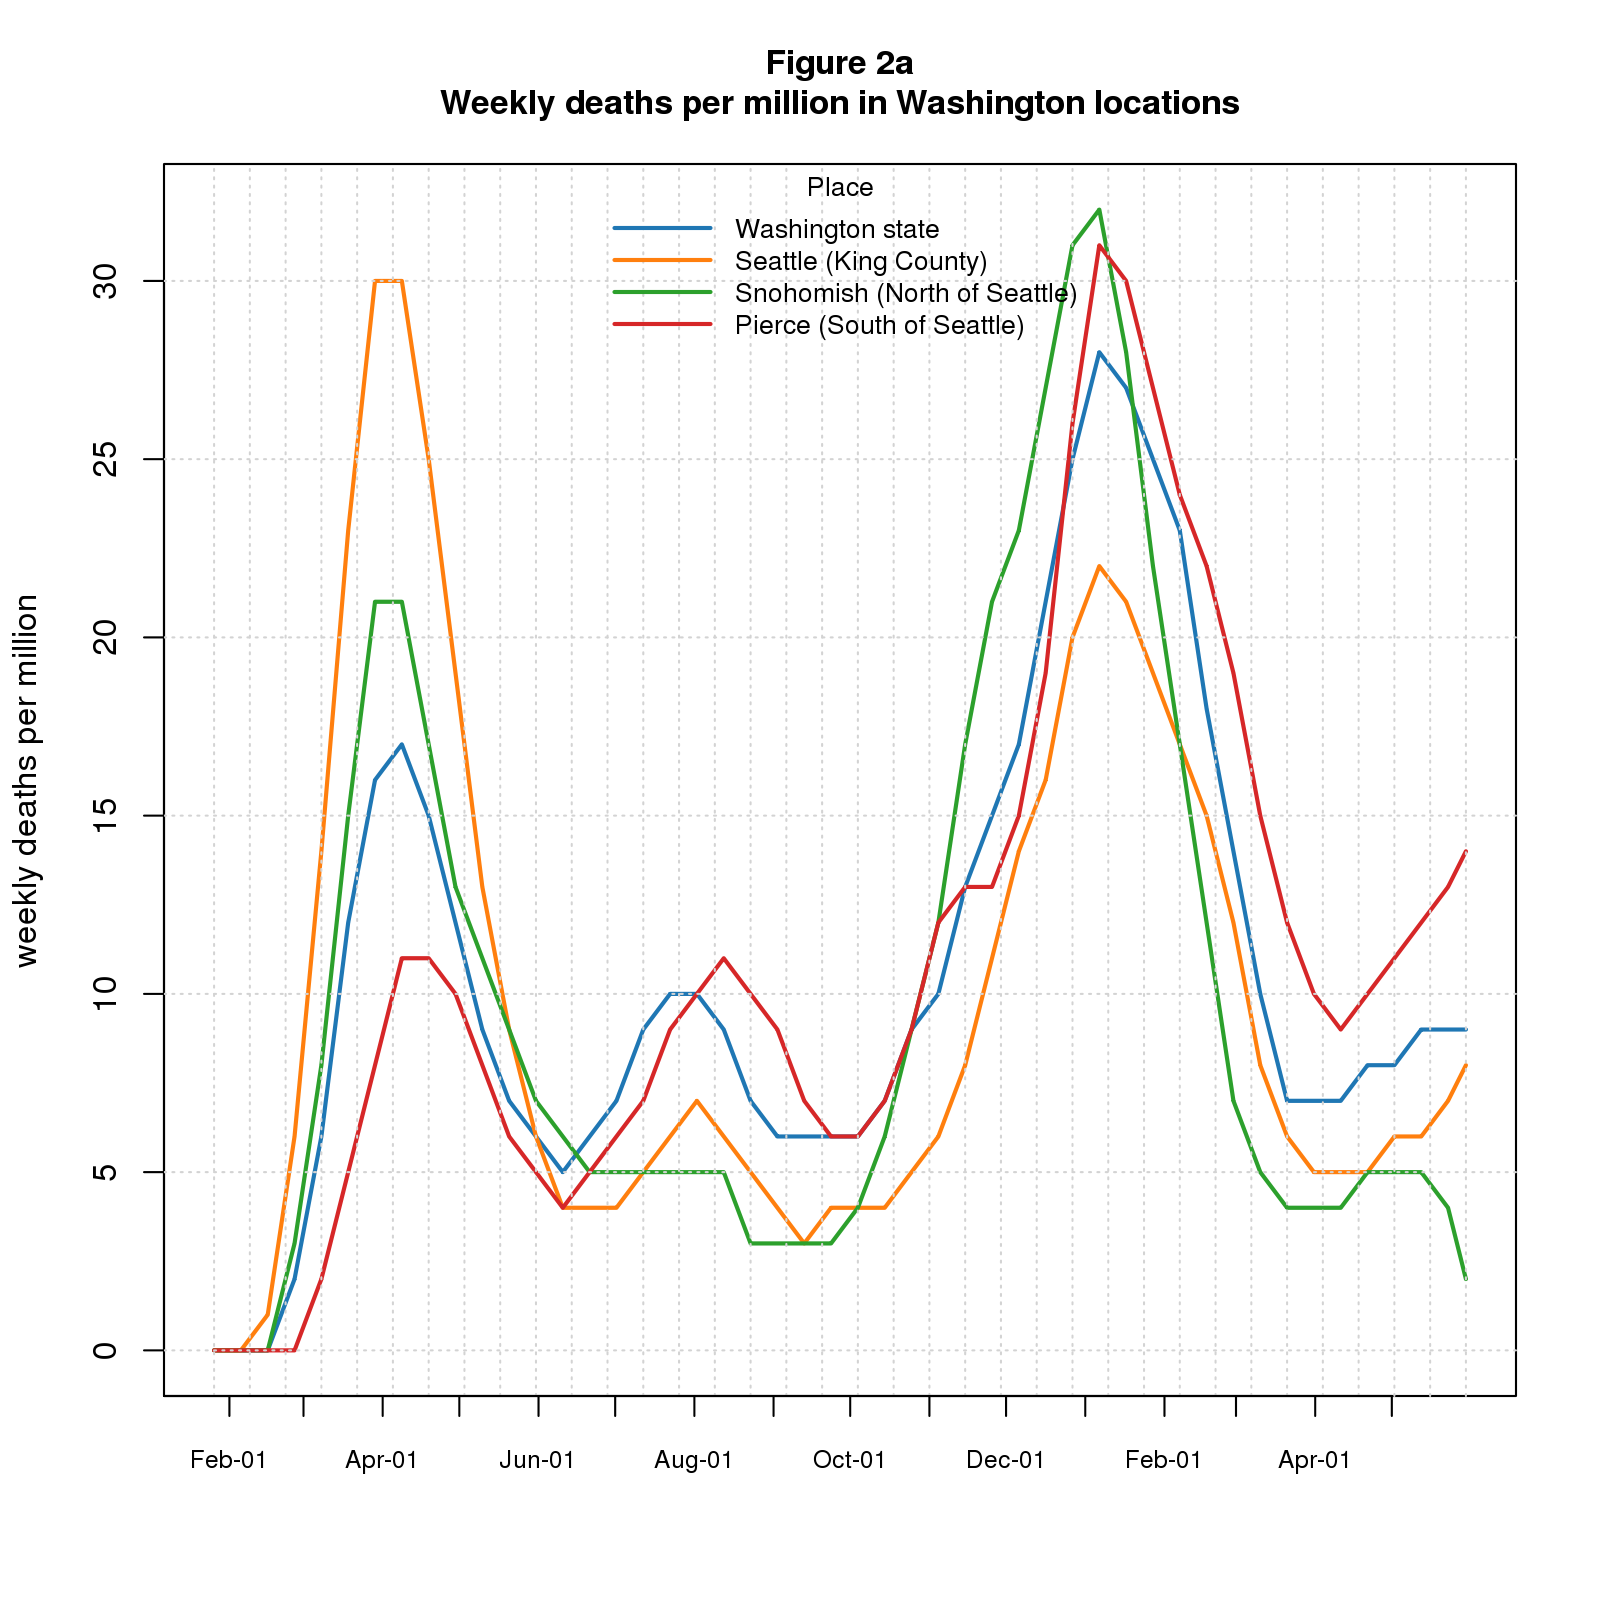 Figure 2a
Weekly deaths per million in Washington locations
Place
Washington state
Seattle (King County)
Snohomish (North of Seattle)
Pierce (South of Seattle)
weekly deaths per million
30
25
20
15
10
5
0
Feb-01 Apr-01 Jun-01 Aug-01 Oct-01 Dec-01 Feb-01 Apr-01